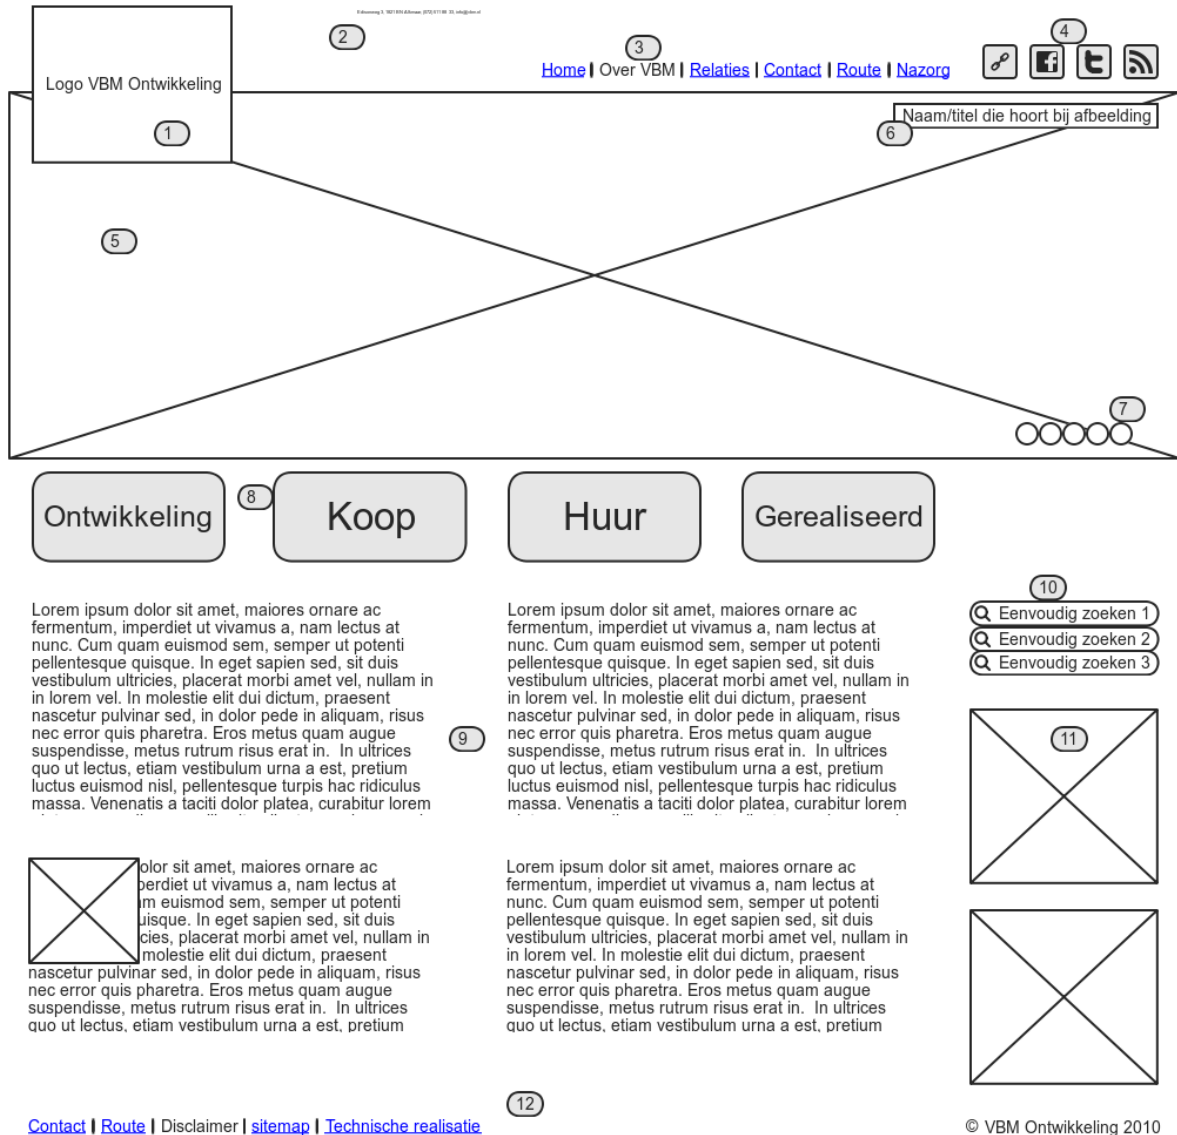 2
3
4
Home | Over VBM | Relaties | Contact | Route | Nazorg
Logo VBM Ontwikkeling
1
Naam/titel die hoort bij afbeelding
6
5
7
Ontwikkeling
8
Koop
Huur
Gerealiseerd
Lorem ipsum dolor sit amet, maiores ornare ac
fermentum, imperdiet ut vivamus a, nam lectus at
nunc. Cum quam euismod sem, semper ut potenti
pellentesque quisque. In eget sapien sed, sit duis
vestibulum ultricies, placerat morbi amet vel, nullam in
in lorem vel. In molestie elit dui dictum, praesent
nascetur pulvinar sed, in dolor pede in aliquam, risus
nec error quis pharetra. Eros metus quam augue
suspendisse, metus rutrum risus erat in.  In ultrices
quo ut lectus, etiam vestibulum urna a est, pretium
luctus euismod nisl, pellentesque turpis hac ridiculus
massa. Venenatis a taciti dolor platea, curabitur lorem
9
Lorem ipsum dolor sit amet, maiores ornare ac
fermentum, imperdiet ut vivamus a, nam lectus at
nunc. Cum quam euismod sem, semper ut potenti
pellentesque quisque. In eget sapien sed, sit duis
vestibulum ultricies, placerat morbi amet vel, nullam in
in lorem vel. In molestie elit dui dictum, praesent
nascetur pulvinar sed, in dolor pede in aliquam, risus
nec error quis pharetra. Eros metus quam augue
suspendisse, metus rutrum risus erat in.  In ultrices
quo ut lectus, etiam vestibulum urna a est, pretium
luctus euismod nisl, pellentesque turpis hac ridiculus
massa. Venenatis a taciti dolor platea, curabitur lorem
10
Eenvoudig zoeken 1
Eenvoudig zoeken 2
Eenvoudig zoeken 3
11
olor sit amet, maiores ornare ac
perdiet ut vivamus a, nam lectus at
m euismod sem, semper ut potenti
uisque. In eget sapien sed, sit duis
cies, placerat morbi amet vel, nullam in
molestie elit dui dictum, praesent
nascetur pulvinar sed, in dolor pede in aliquam, risus
nec error quis pharetra. Eros metus quam augue
suspendisse, metus rutrum risus erat in.  In ultrices
quo ut lectus, etiam vestibulum urna a est, pretium
Lorem ipsum dolor sit amet, maiores ornare ac
fermentum, imperdiet ut vivamus a, nam lectus at
nunc. Cum quam euismod sem, semper ut potenti
pellentesque quisque. In eget sapien sed, sit duis
vestibulum ultricies, placerat morbi amet vel, nullam in
in lorem vel. In molestie elit dui dictum, praesent
nascetur pulvinar sed, in dolor pede in aliquam, risus
nec error quis pharetra. Eros metus quam augue
suspendisse, metus rutrum risus erat in.  In ultrices
quo ut lectus, etiam vestibulum urna a est, pretium
12
Contact | Route | Disclaimer | sitemap | Technische realisatie
© VBM Ontwikkeling 2010